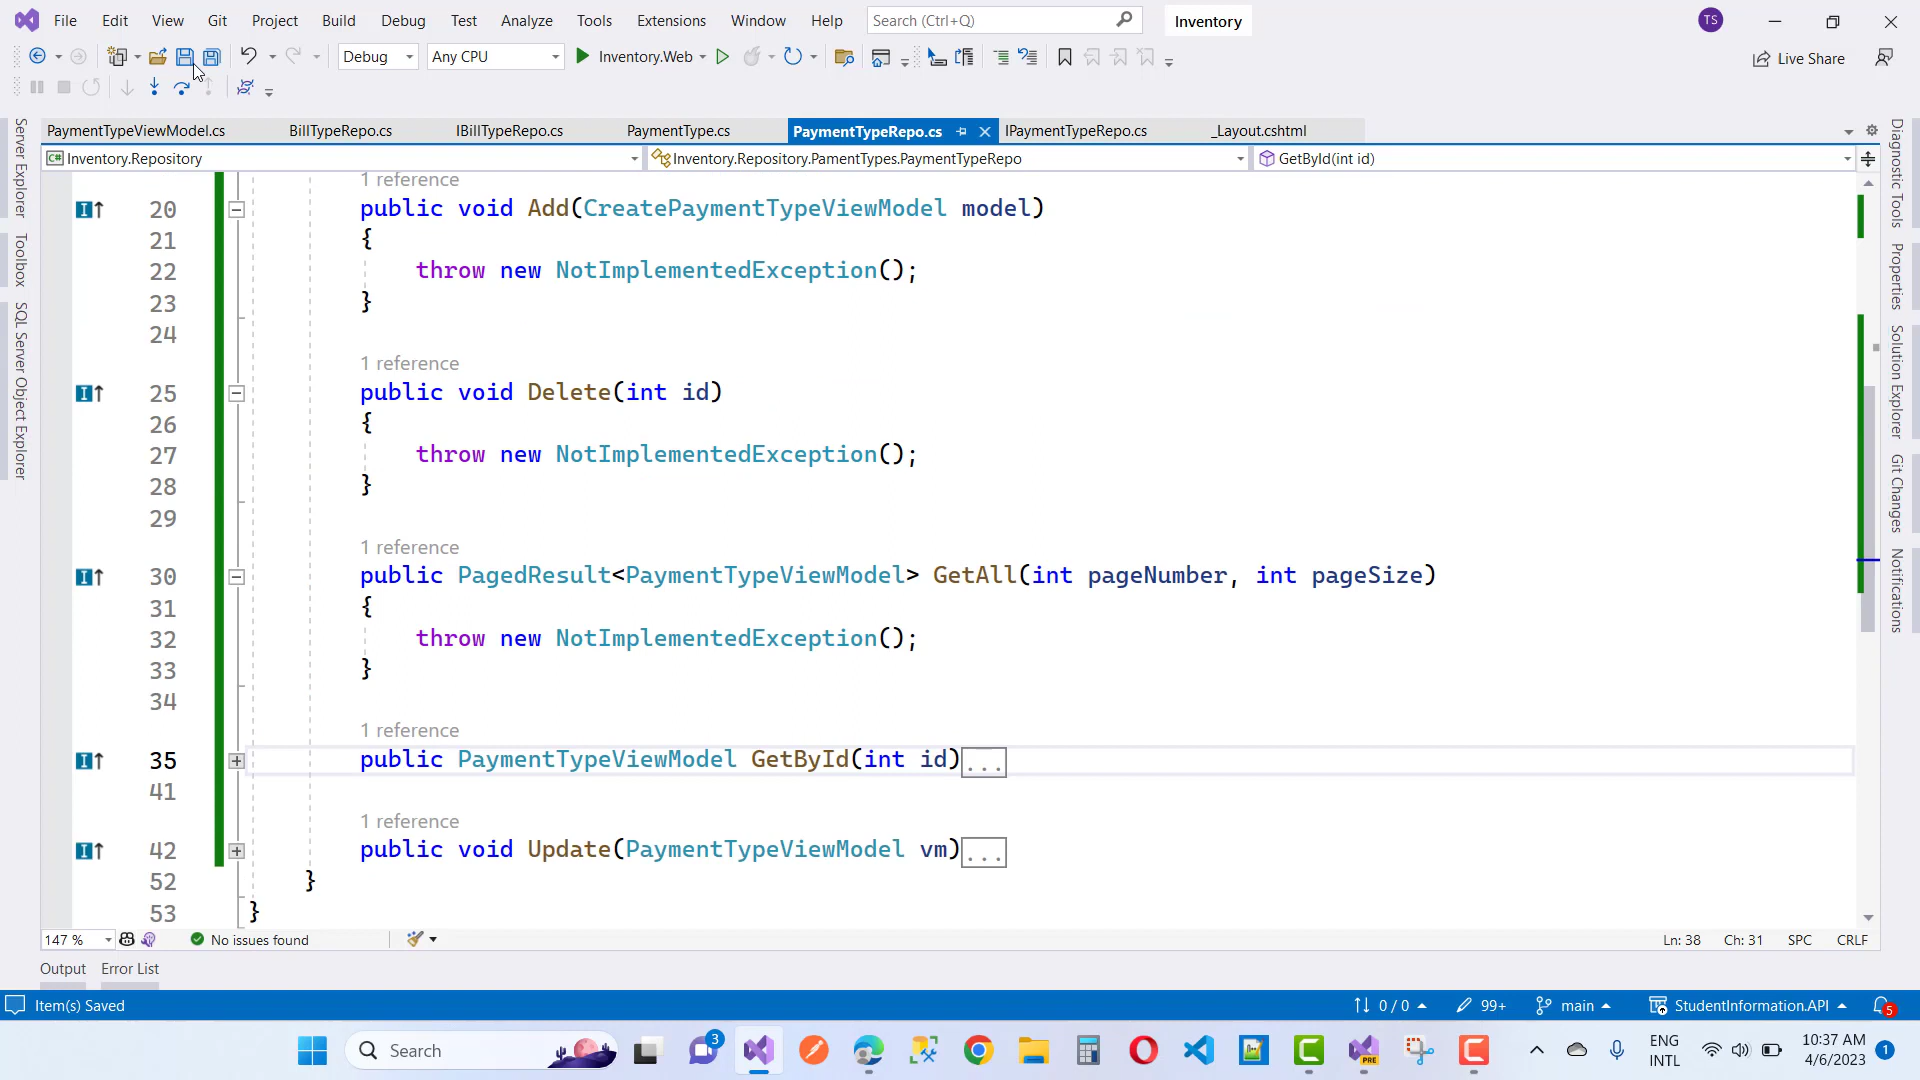 File Edit View Git Project Build Debug Test Analyze Tools Extensions Window Help Search (Ctrl+Q) Inventory TS
Debug Any CPU Inventory.Web Live Share
PaymentTypeViewModel.cs BillTypeRepo.cs IBillTypeRepo.cs PaymentType.cs PaymentTypeRepo.cs IPaymentTypeRepo.cs _Layout.cshtml
C# Inventory.Repository Inventory.Repository.PamentTypes.PaymentTypeRepo GetById(int id)
Server Explorer
Toolbox
SQL Server Object Explorer
1 reference
20 public void Add(CreatePaymentTypeViewModel model)
21 {
22 throw new NotImplementedException();
23 }
24
1 reference
25 public void Delete(int id)
26 {
27 throw new NotImplementedException();
28 }
29
1 reference
30 public PagedResult<PaymentTypeViewModel> GetAll(int pageNumber, int pageSize)
31 {
32 throw new NotImplementedException();
33 }
34
1 reference
35 public PaymentTypeViewModel GetById(int id)...
41
1 reference
42 public void Update(PaymentTypeViewModel vm)...
52 }
53 }
Diagnostic Tools
Properties
Solution Explorer
Git Changes
Notifications
147 % No issues found Ln: 38 Ch: 31 SPC CRLF
Output Error List
Item(s) Saved 0 / 0 99+ main StudentInformation.API 5
Search 3 PRE ENG 10:37 AM
INTL 4/6/2023 1